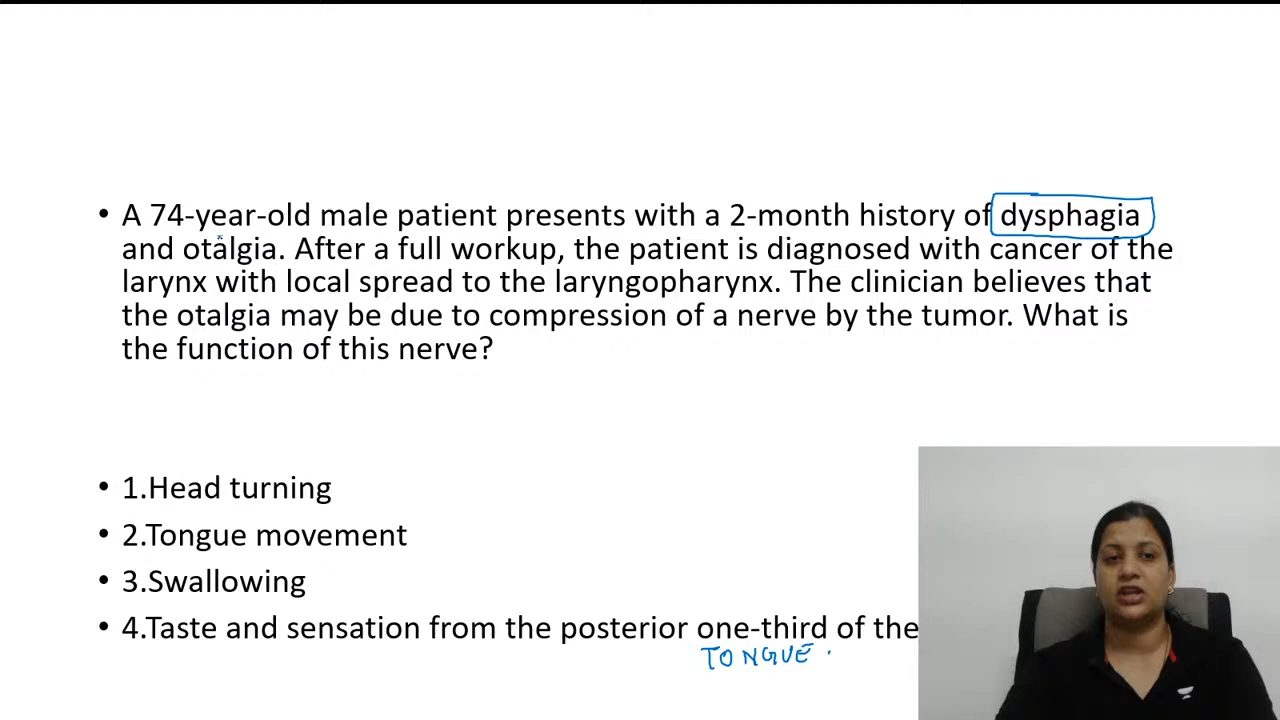 • A 74-year-old male patient presents with a 2-month history of dysphagia
and otalgia. After a full workup, the patient is diagnosed with cancer of the
larynx with local spread to the laryngopharynx. The clinician believes that
the otalgia may be due to compression of a nerve by the tumor. What is
the function of this nerve?
• 1.Head turning
• 2.Tongue movement
• 3.Swallowing
• 4.Taste and sensation from the posterior one-third of the
TONGUE.